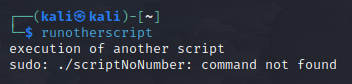 ┌──(kali㉿kali)-[~]
└─$ runotherscript
execution of another script
sudo: ./scriptNoNumber: command not found